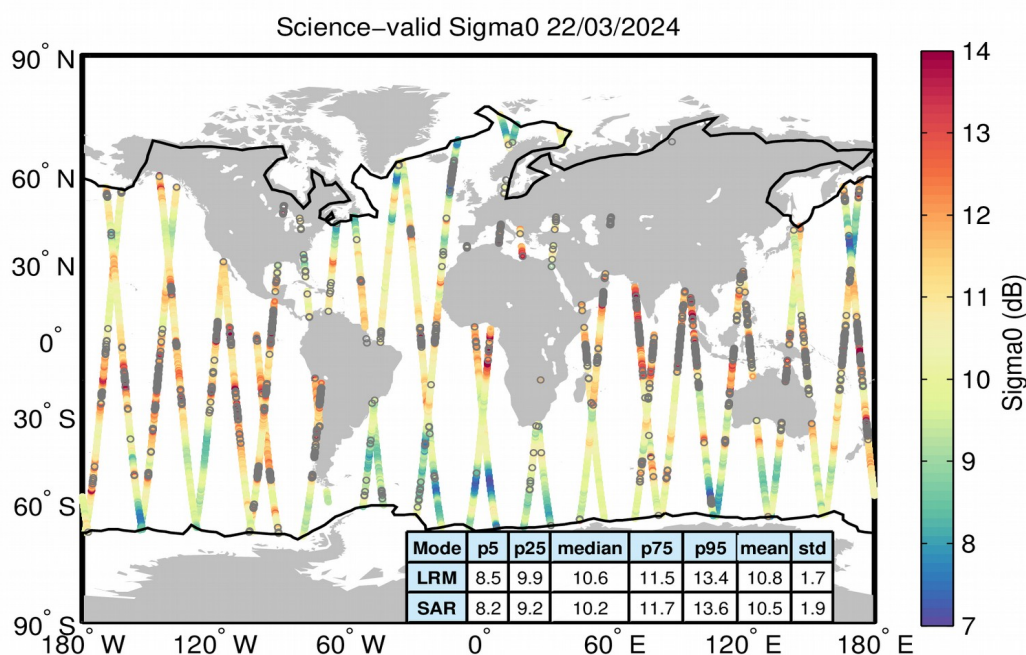 Science−valid Sigma0 22/03/2024
90° N
60° N
30° N
0°
30° S
60° S
90° S
180° W
120° W
60° W
0°
60° E
120° E
180° E
14
13
12
11
10
9
8
7
Sigma0 (dB)
Mode p5 p25 median p75 p95 mean std
LRM 8.5 9.9 10.6 11.5 13.4 10.8 1.7
SAR 8.2 9.2 10.2 11.7 13.6 10.5 1.9